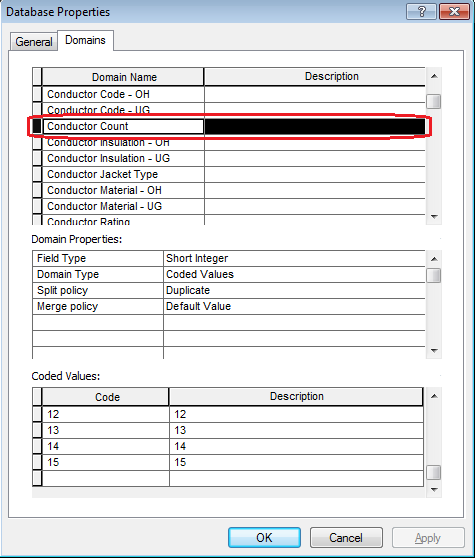 Database Properties
General Domains
Domain Name Description
Conductor Code - OH
Conductor Code - UG
Conductor Count
Conductor Insulation - OH
Conductor Insulation - UG
Conductor Jacket Type
Conductor Material - OH
Conductor Material - UG
Conductor Rating
Domain Properties:
Field Type Short Integer
Domain Type Coded Values
Split policy Duplicate
Merge policy Default Value
Coded Values:
Code Description
12 12
13 13
14 14
15 15
OK Cancel Apply